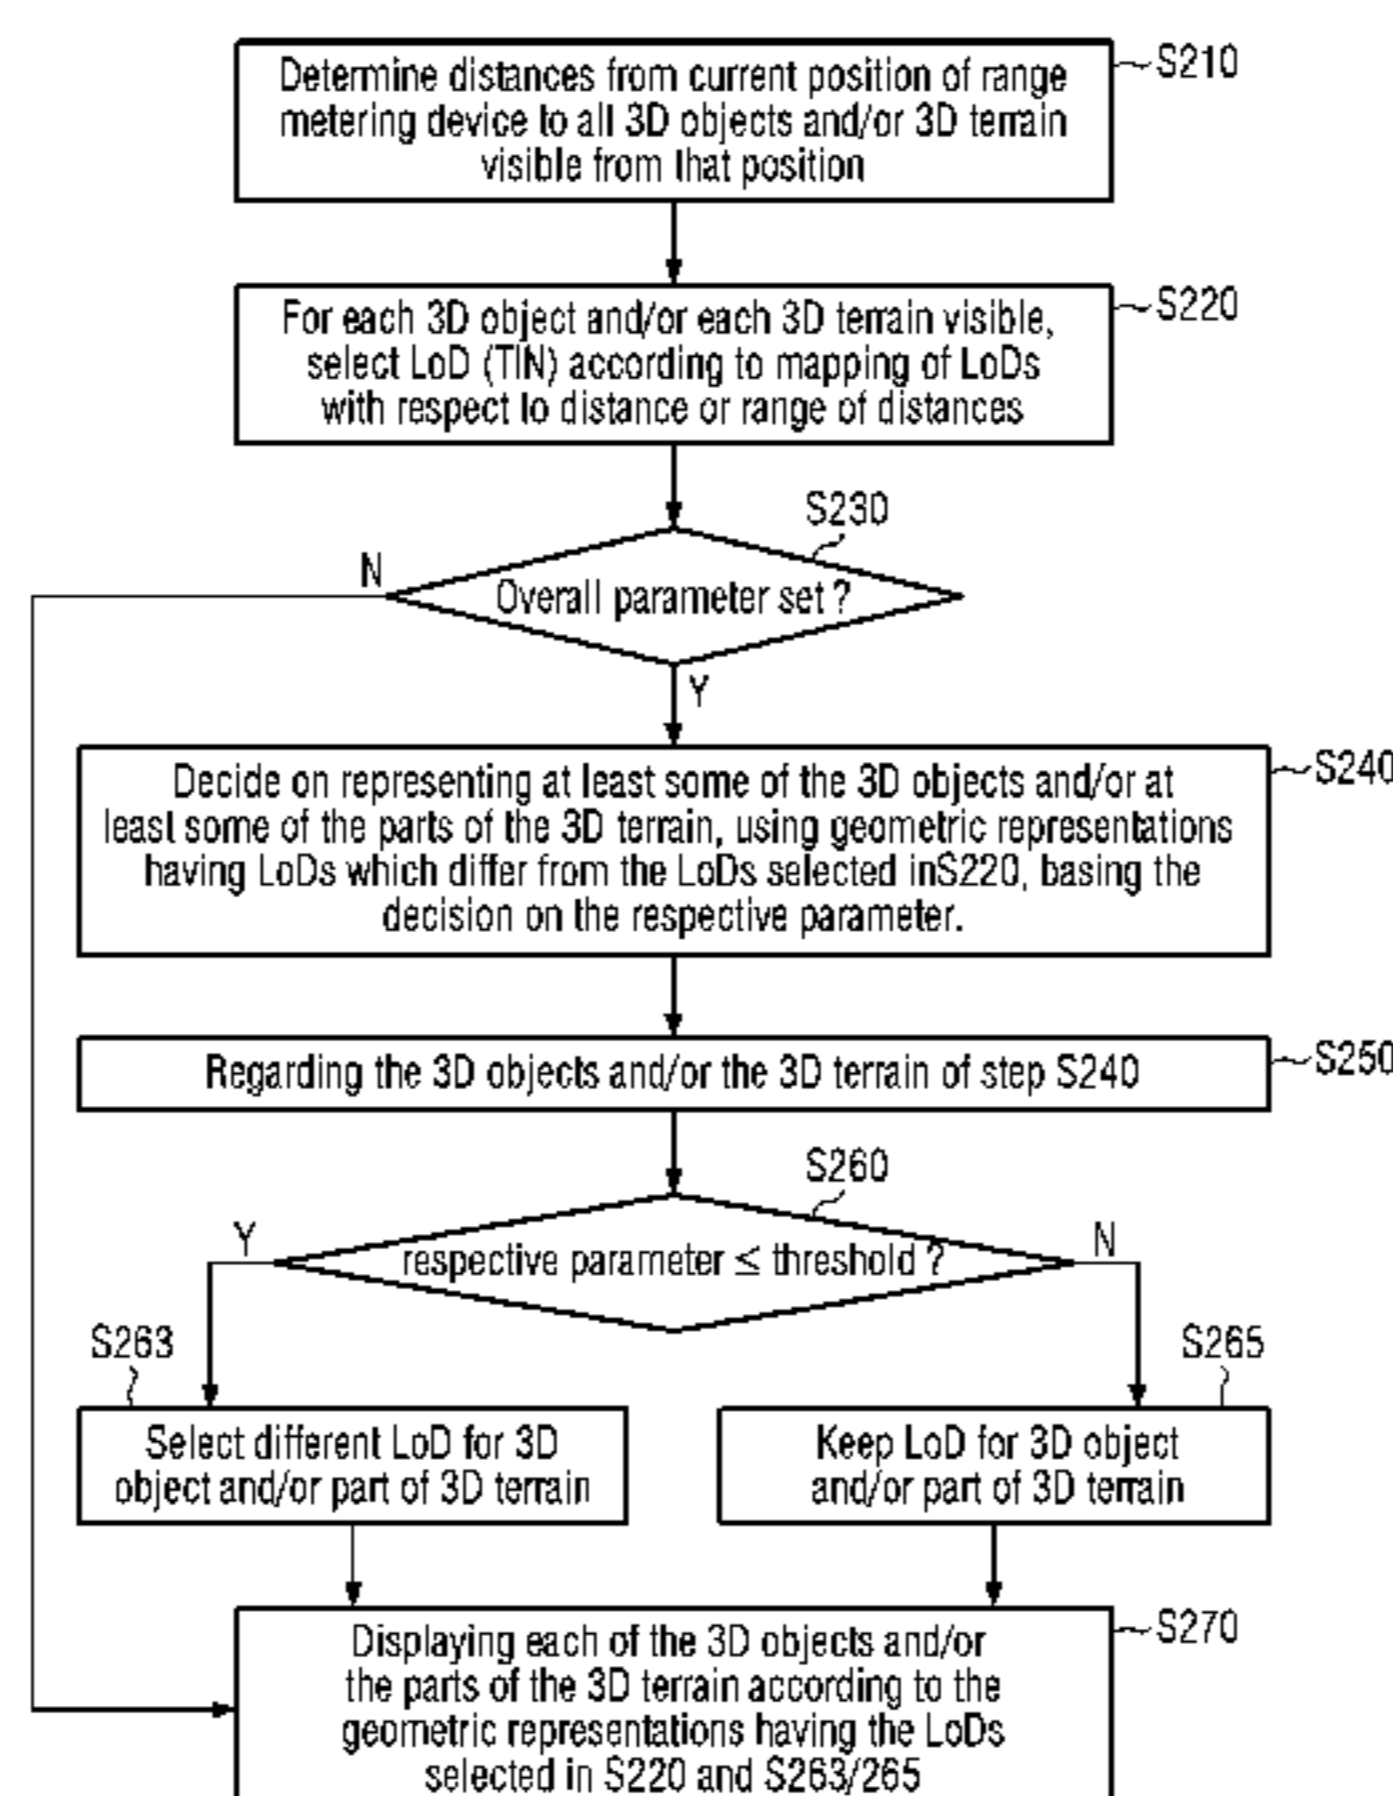 Determine distances from current position of range
metering device to all 3D objects and/or 3D terrain
visible from that position
S210
For each 3D object and/or each 3D terrain visible,
select LoD (TIN) according to mapping of LoDs
with respect to distance or range of distances
S220
S230
N
Overall parameter set ?
Y
Decide on representing at least some of the 3D objects and/or at
least some of the parts of the 3D terrain, using geometric representations
having LoDs which differ from the LoDs selected inS220, basing the
decision on the respective parameter.
S240
Regarding the 3D objects and/or the 3D terrain of step S240
S250
S260
Y
respective parameter ≤ threshold ?
N
S263
S265
Select different LoD for 3D
object and/or part of 3D terrain
Keep LoD for 3D object
and/or part of 3D terrain
Displaying each of the 3D objects and/or
the parts of the 3D terrain according to the
geometric representations having the LoDs
selected in S220 and S263/265
S270